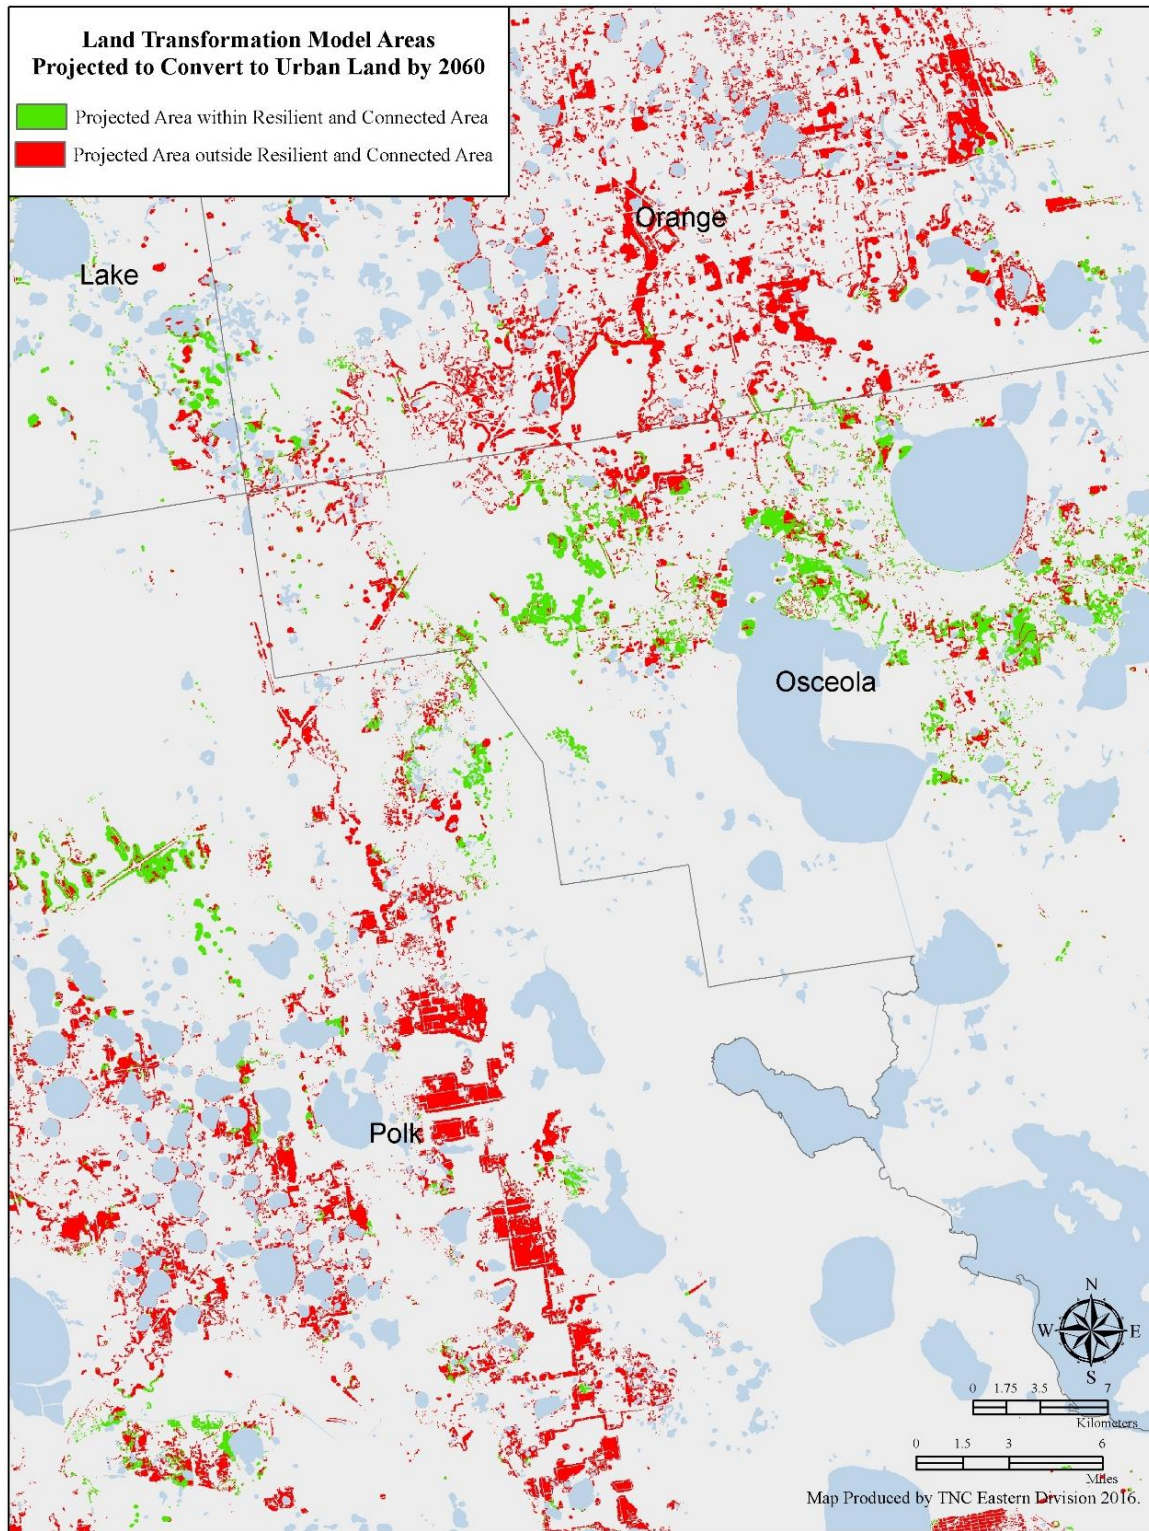 Land Transformation Model Areas
Projected to Convert to Urban Land by 2060
Projected Area within Resilient and Connected Area
Projected Area outside Resilient and Connected Area
Orange
Lake
Osceola
Polk
N
W E
S
0 1.75 3.5 7
Kilometers
0 1.5 3 6
Miles
Map Produced by TNC Eastern Division 2016.